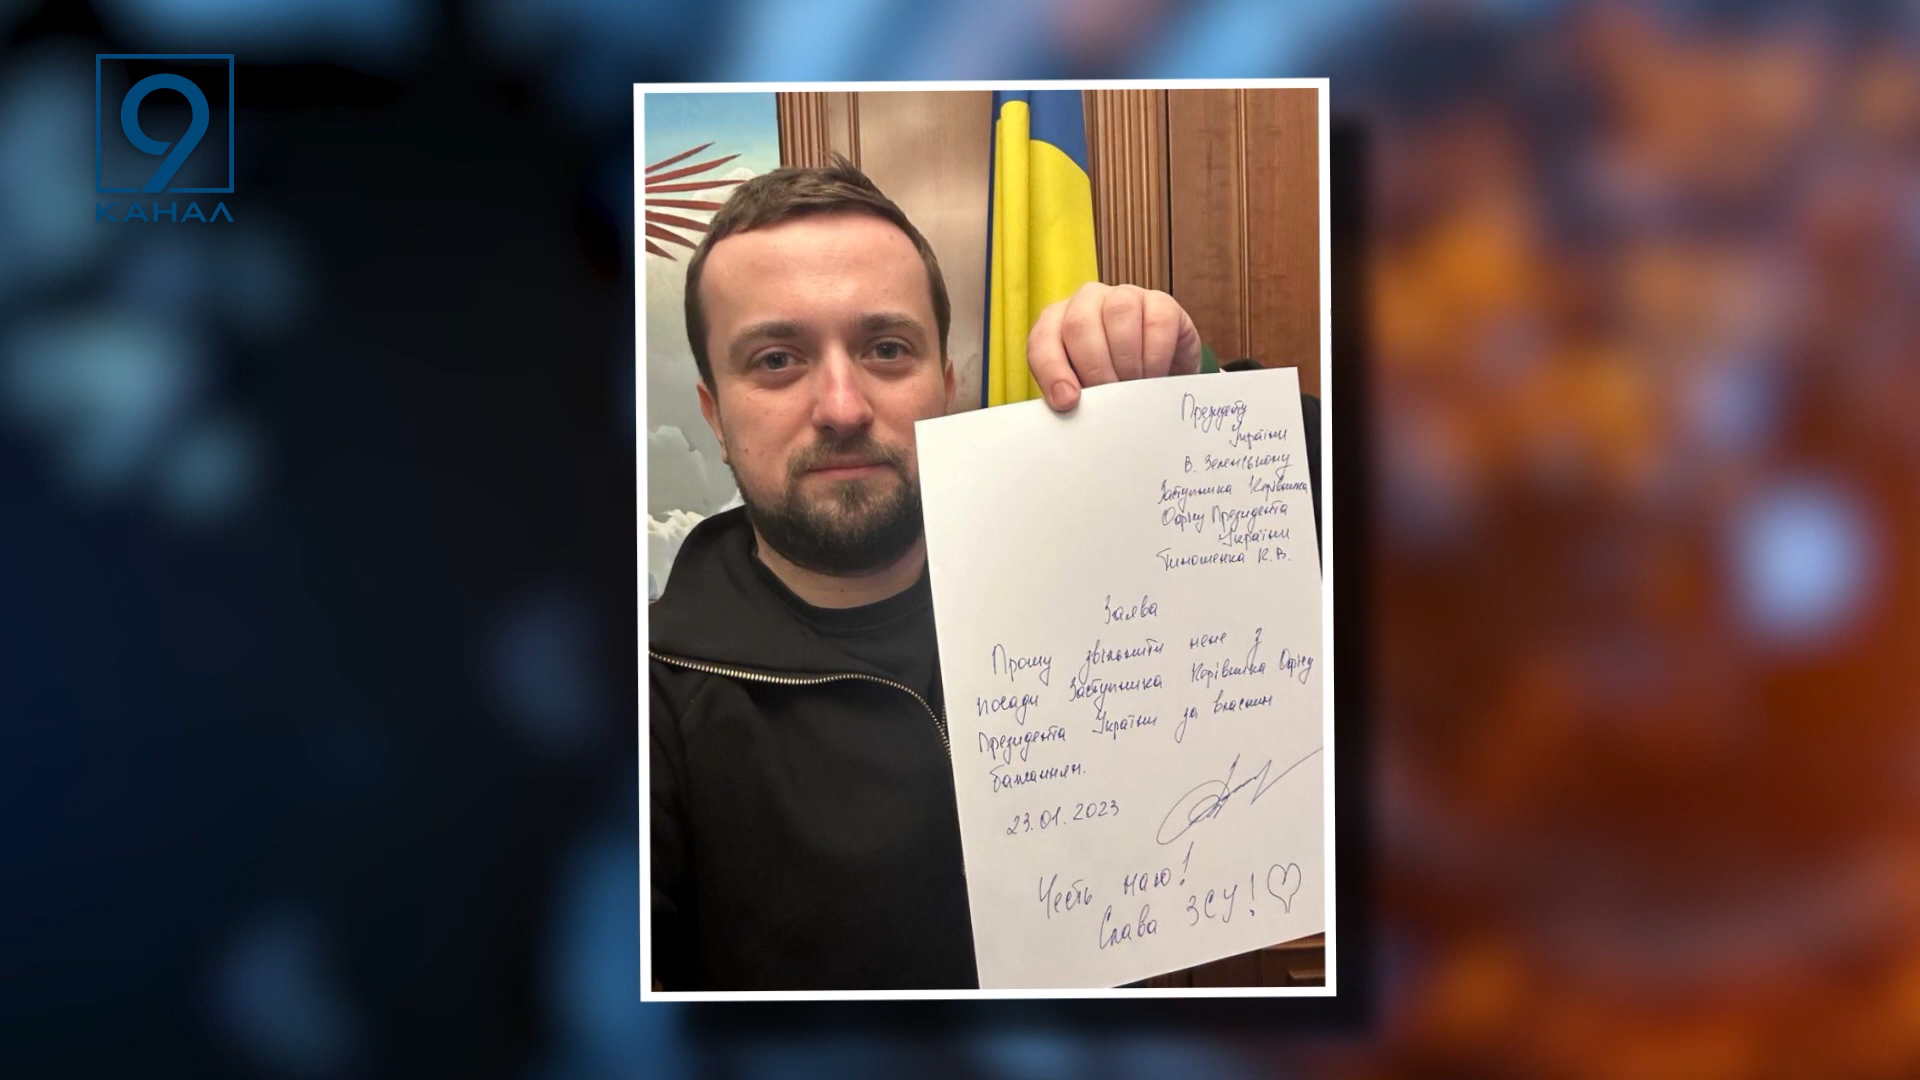 9
КАНАЛ
Президенту
України
В. Зеленському
Заступника Керівника
Офісу Президента
України
Тимошенка К.В.
Заява
Прошу звільнити мене з
посади Заступника Керівника Офісу
Президента України за власним
бажанням.
23.01.2023
Честь маю!
Слава ЗСУ!